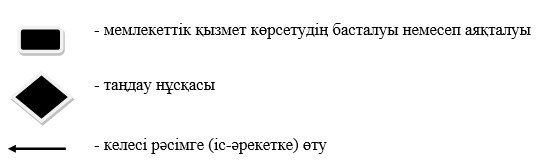 - мемлекеттік қызмет көрсетудің басталуы немесеп аяқталуы
- таңдау нұсқасы
- келесі рәсімге (іс-әрекетке) өту